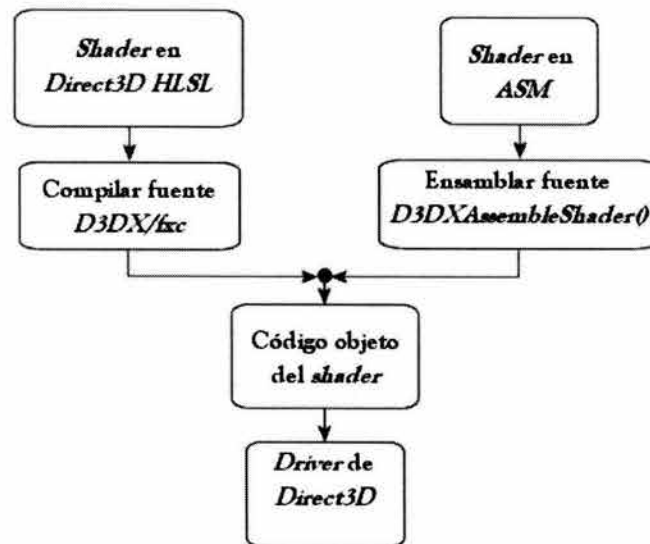 Shader en
Direct3D HLSL
Shader en
ASM
Compilar fuente
D3DX/fxc
Ensamblar fuente
D3DXAssembleShader()
Código objeto
del shader
Driver de
Direct3D